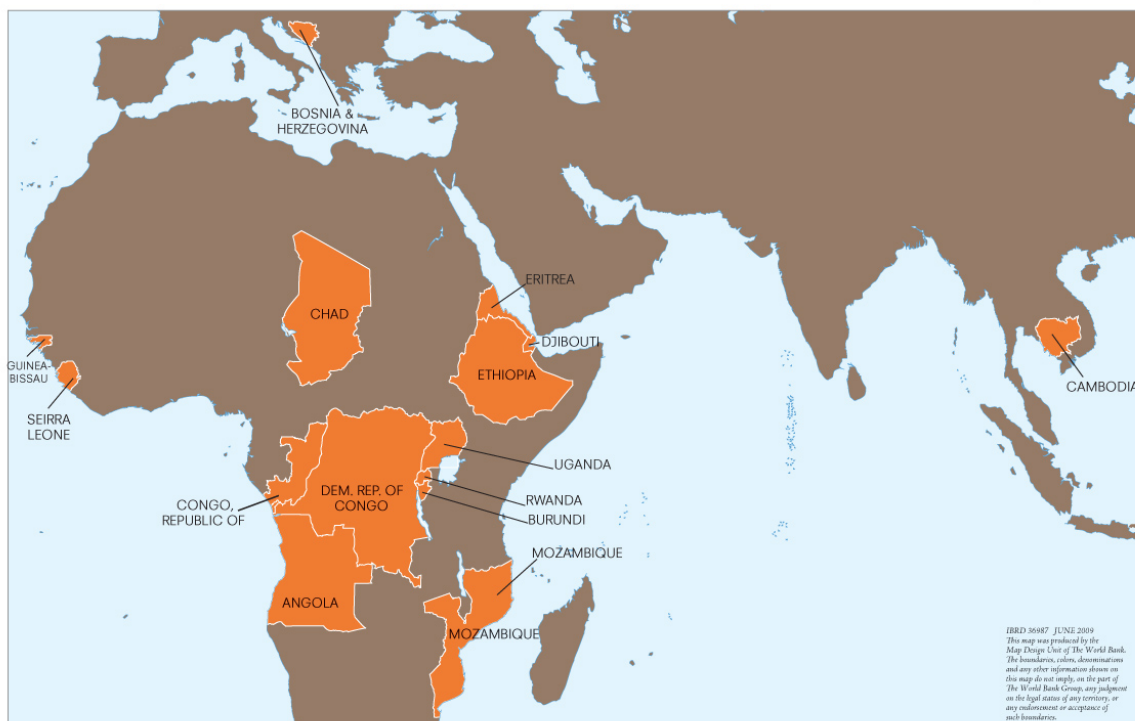 BOSNIA &
HERZEGOVINA
ERITREA
CHAD
DJIBOUTI
GUINEA-
BISSAU
ETHIOPIA
CAMBODIA
SEIRRA
LEONE
UGANDA
DEM. REP. OF
CONGO
CONGO,
REPUBLIC OF
RWANDA
BURUNDI
MOZAMBIQUE
ANGOLA
MOZAMBIQUE
IBRD 36987 JUNE 2009
This map was produced by the
Map Design Unit of The World Bank.
The boundaries, colors, denominations
and any other information shown on
this map do not imply, on the part of
The World Bank Group, any judgment
on the legal status of any territory, or
any endorsement or acceptance of
such boundaries.